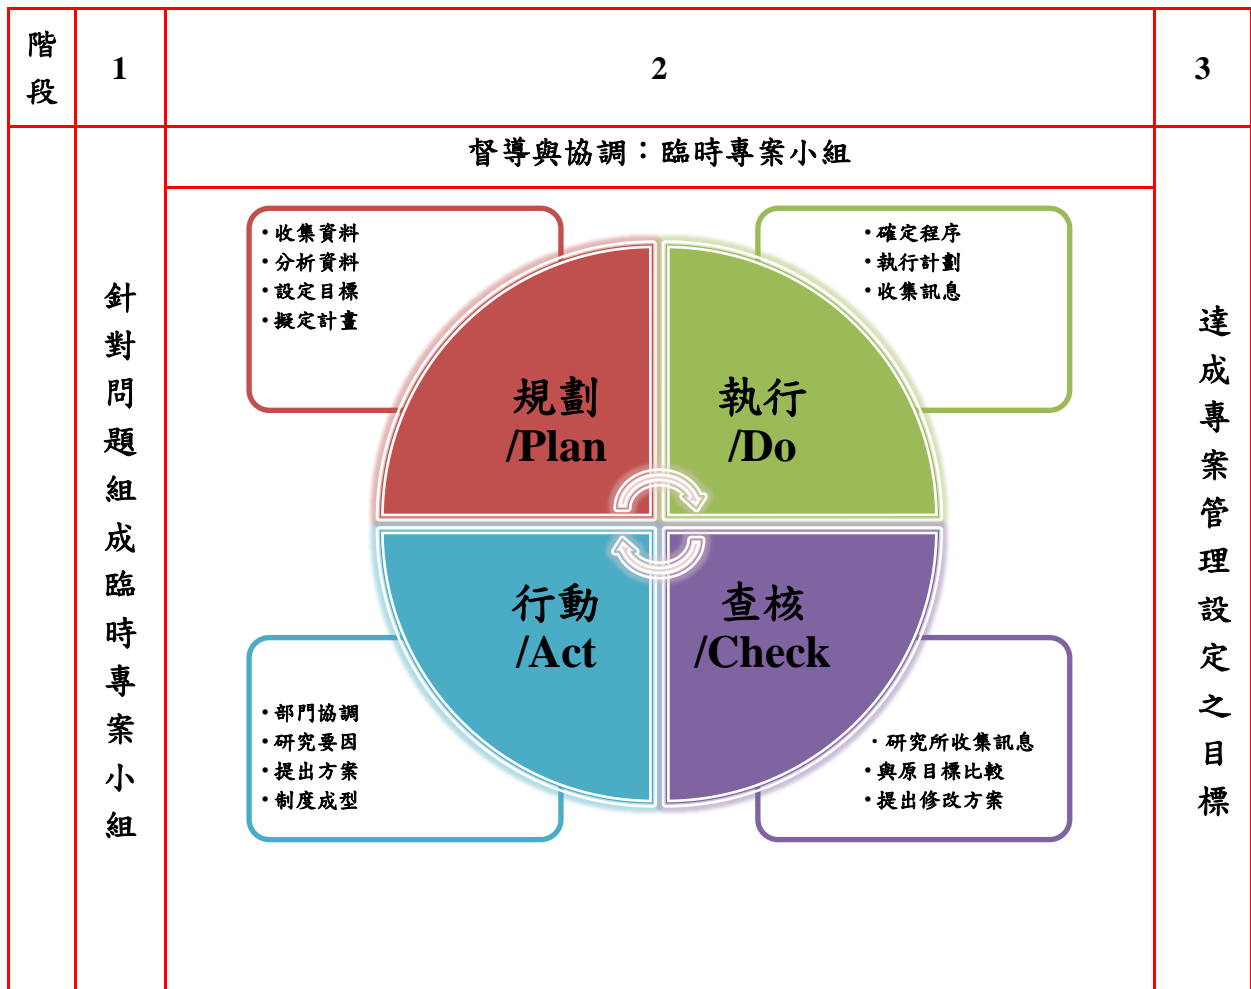 階段
1
2
3
針對問題組成臨時專案小組
督導與協調：臨時專案小組
•收集資料
•分析資料
•設定目標
•擬定計畫
•確定程序
•執行計劃
•收集訊息
規劃
/Plan
執行
/Do
行動
/Act
查核
/Check
•部門協調
•研究要因
•提出方案
•制度成型
•研究所收集訊息
•與原目標比較
•提出修改方案
達成專案管理設定之目標